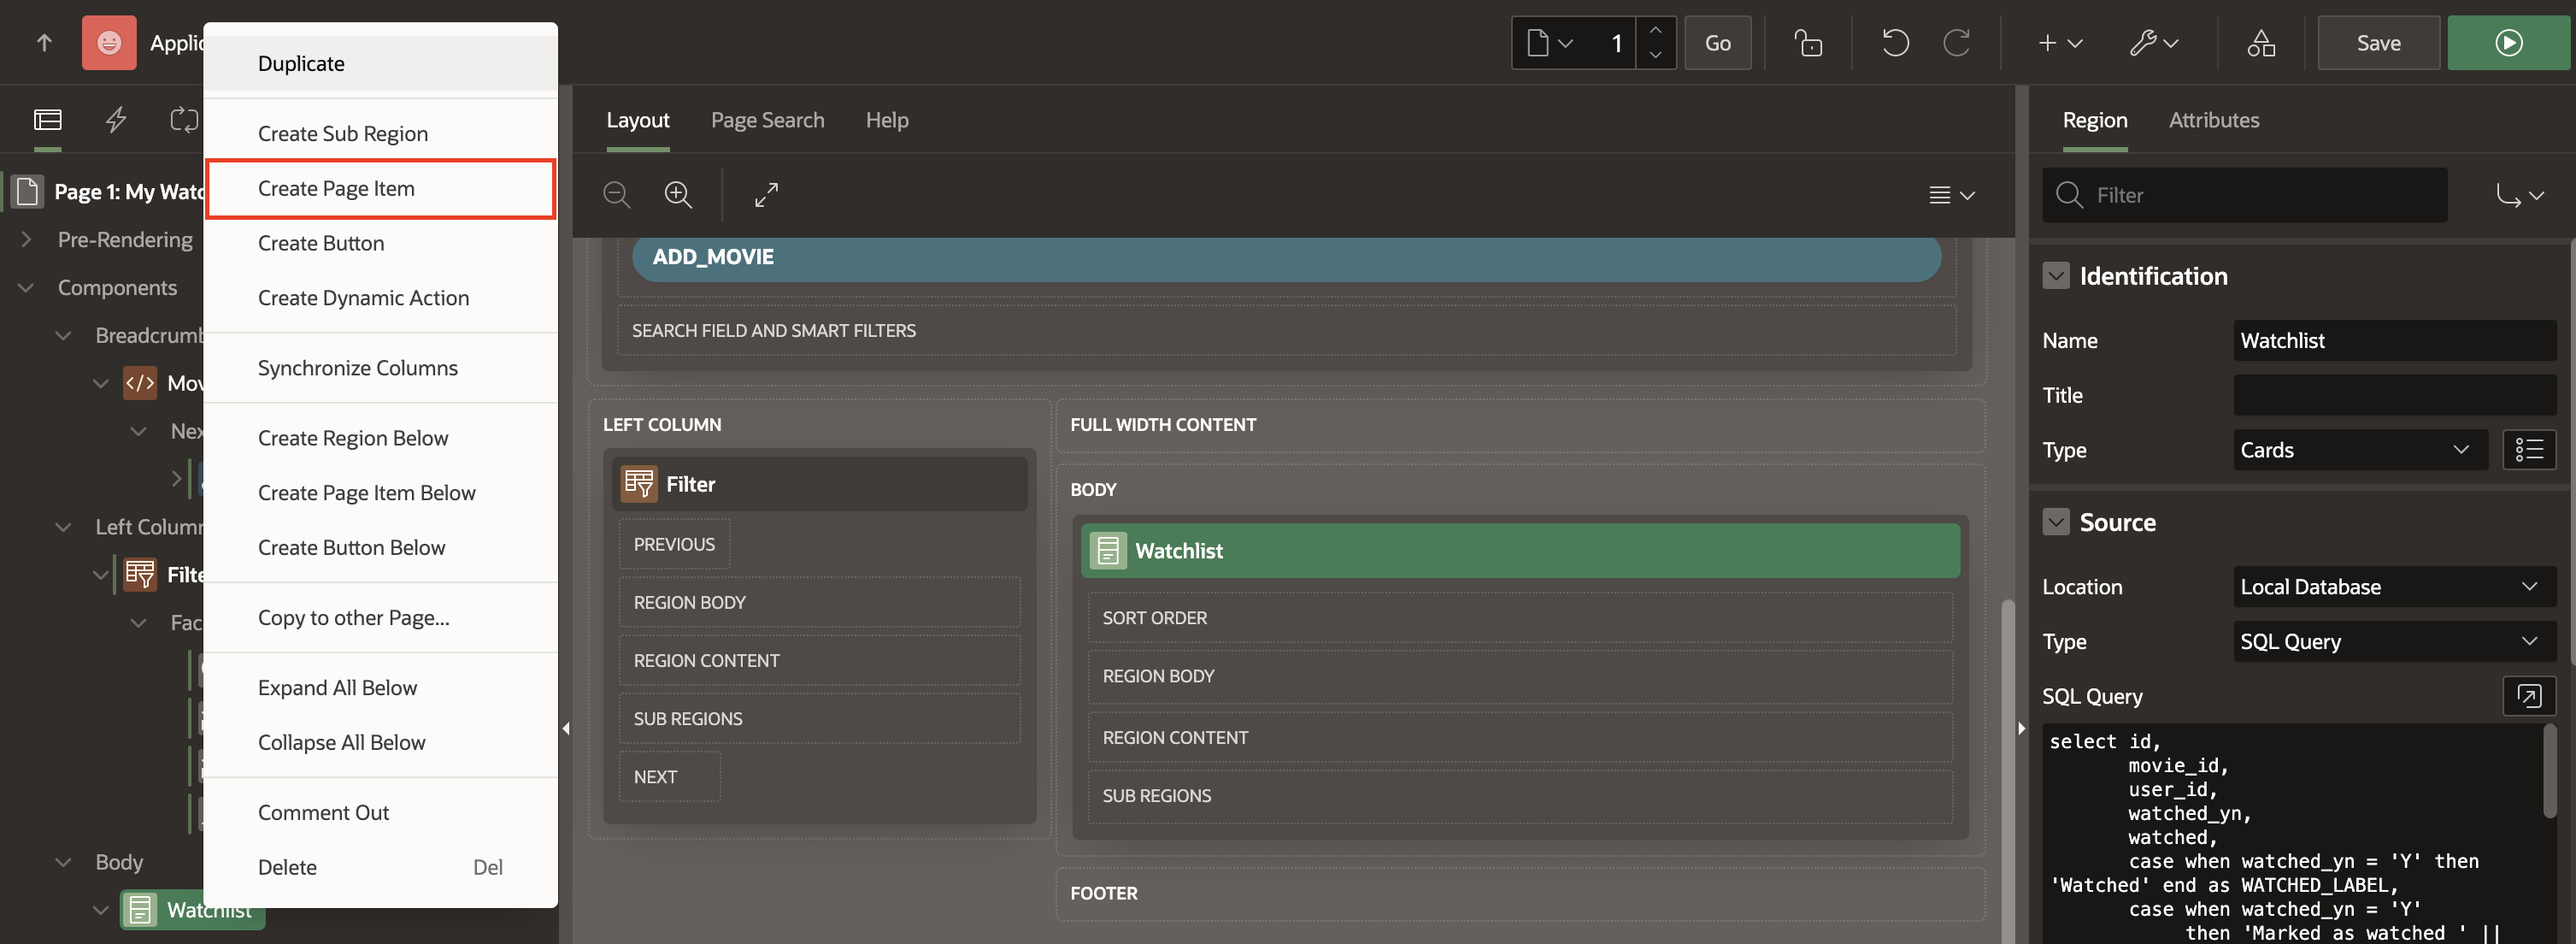 Applic
1
Go
Save
Duplicate
Create Sub Region
Create Page Item
Create Button
Create Dynamic Action
Synchronize Columns
Create Region Below
Create Page Item Below
Create Button Below
Copy to other Page...
Expand All Below
Collapse All Below
Comment Out
Delete Del
Page 1: My Watc
Pre-Rendering
Components
Breadcrumb
Mov
Nex
Left Column
Filte
Fac
Body
Watchlist
Layout Page Search Help
ADD_MOVIE
SEARCH FIELD AND SMART FILTERS
LEFT COLUMN
Filter
PREVIOUS
REGION BODY
REGION CONTENT
SUB REGIONS
NEXT
FULL WIDTH CONTENT
BODY
Watchlist
SORT ORDER
REGION BODY
REGION CONTENT
SUB REGIONS
FOOTER
Region Attributes
Filter
Identification
Name Watchlist
Title
Type Cards
Source
Location Local Database
Type SQL Query
SQL Query
select id,
movie_id,
user_id,
watched_yn,
watched,
case when watched_yn = 'Y' then
'Watched' end as WATCHED_LABEL,
case when watched_yn = 'Y'
then 'Marked as watched ' ||